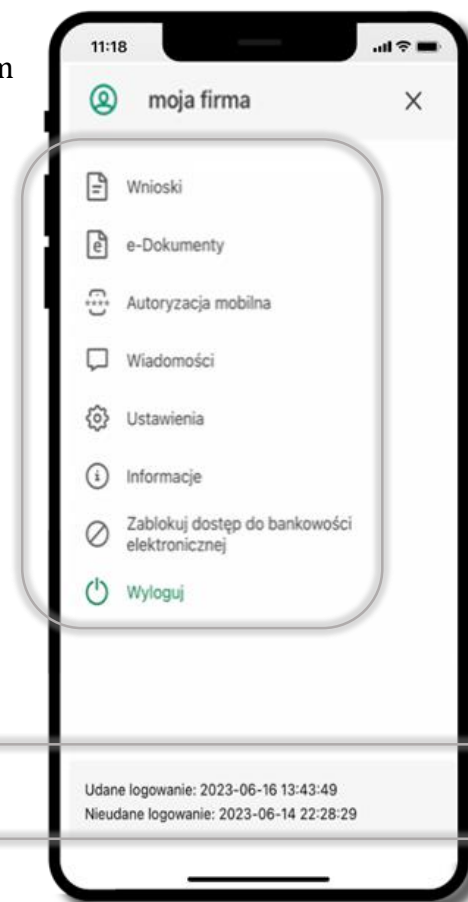 11:18
m
moja firma
Wnioski
e-Dokumenty
Autoryzacja mobilna
Wiadomości
Ustawienia
Informacje
Zablokuj dostęp do bankowości
elektronicznej
Wyloguj
Udane logowanie: 2023-06-16 13:43:49
Nieudane logowanie: 2023-06-14 22:28:29